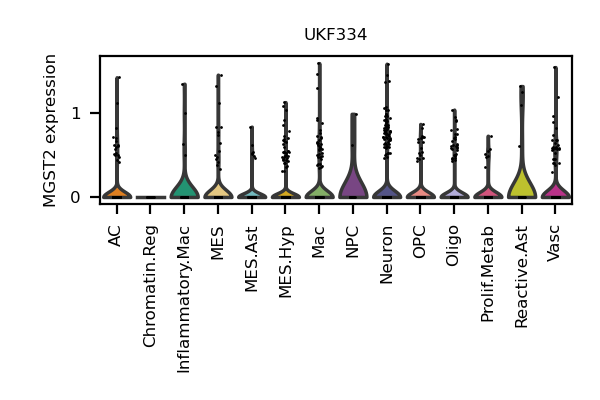 UKF334
MGST2 expression
1
0
AC
Chromatin.Reg
Inflammatory.Mac
MES
MES.Ast
MES.Hyp
Mac
NPC
Neuron
OPC
Oligo
Prolif.Metab
Reactive.Ast
Vasc